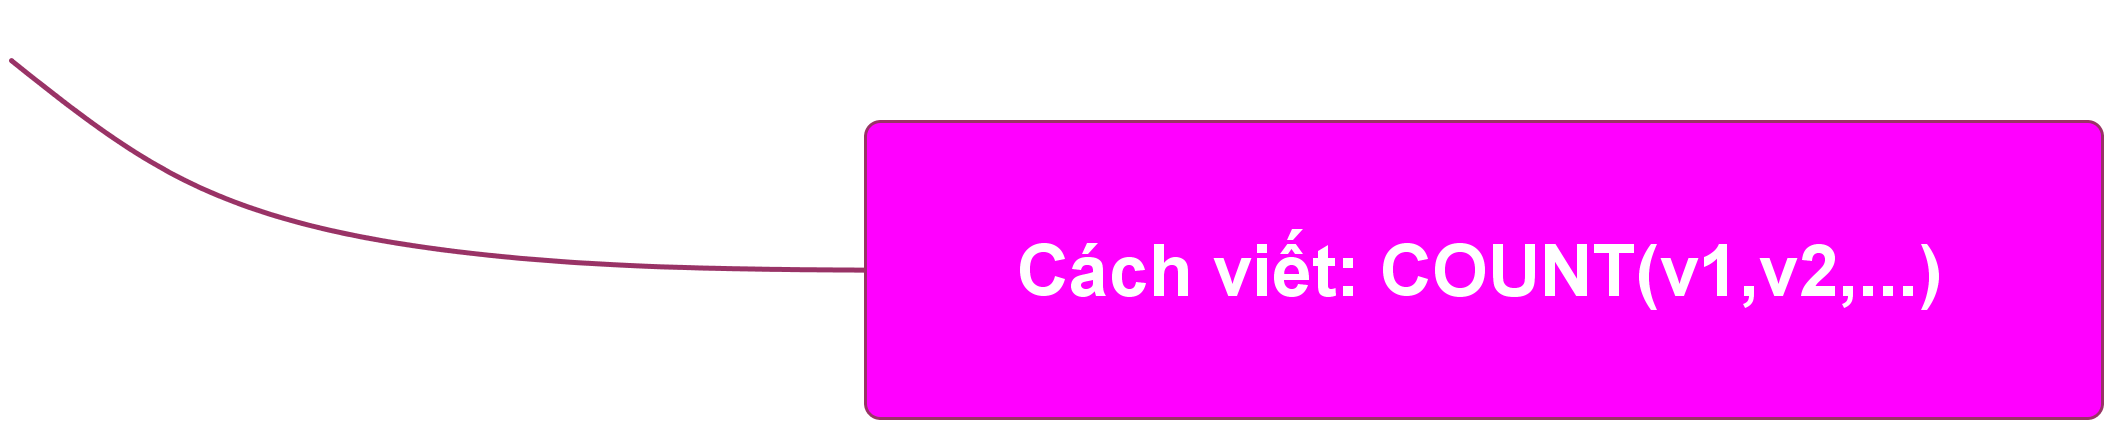 Cách viết: COUNT(v1,v2,...)